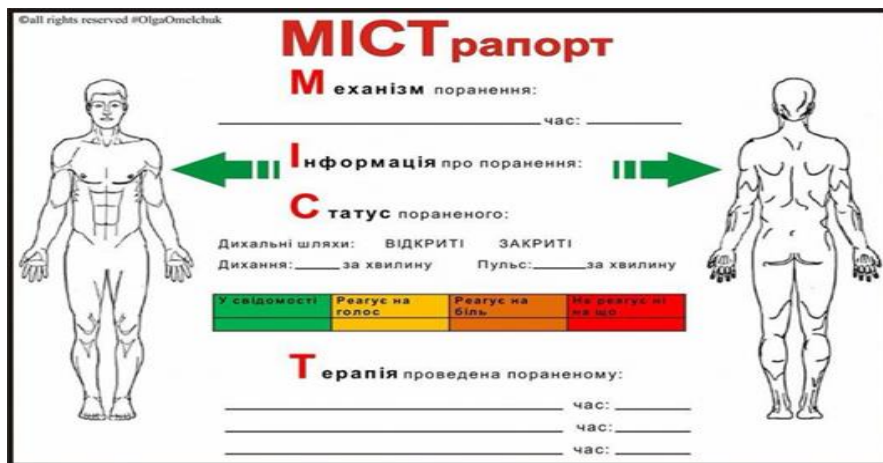 ©all rights reserved #OlgaOmelchuk
МІСТрапорт
Механізм поранення:
час:
Інформація про поранення:
Статус пораненого:
Дихальні шляхи: ВІДКРИТІ ЗАКРИТІ
Дихання:____за хвилину Пульс:____за хвилину
У свідомості Реагує на голос Реагує на біль Не реагує ні на що
Терапія проведена пораненому:
час:
час:
час: